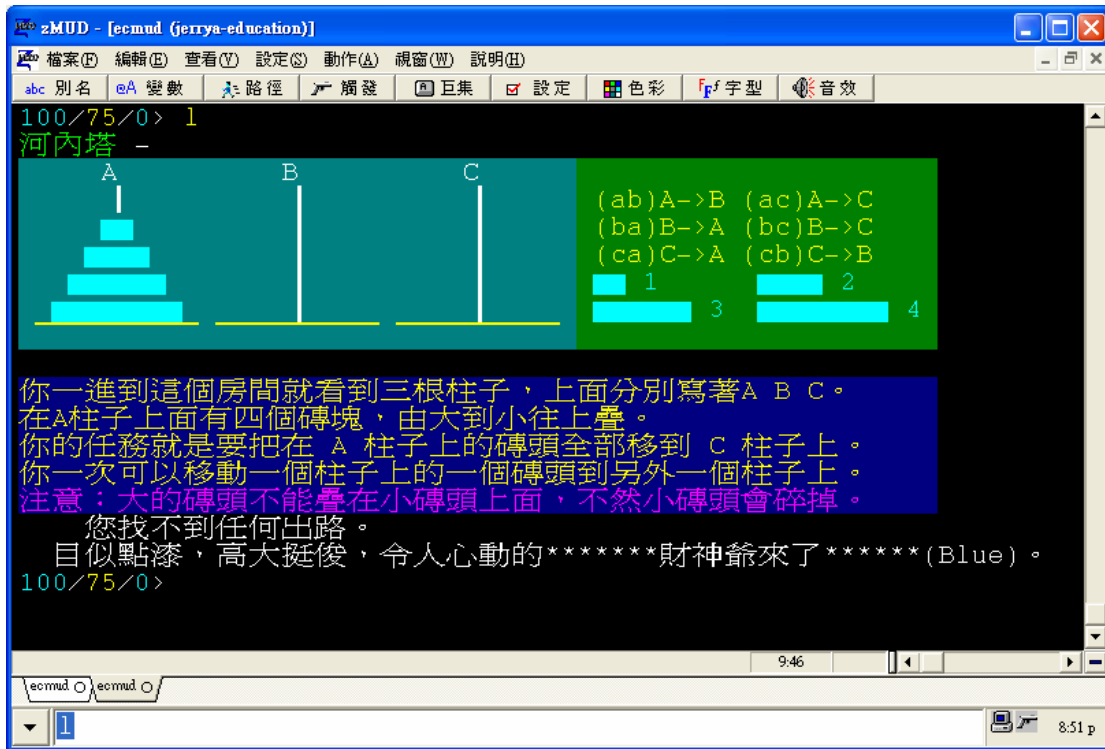 zMUD - [ecmud (jerrya-education)]
檔案(F) 編輯(E) 查看(V) 設定(S) 動作(A) 視窗(W) 說明(H)
abc 別名 @A 變數 路徑 觸發 巨集 設定 色彩 字型 音效
100/75/0> l
河內塔 -
A B C
(ab)A->B (ac)A->C
(ba)B->A (bc)B->C
(ca)C->A (cb)C->B
1 2
3 4
你一進到這個房間就看到三根柱子，上面分別寫著A B C。
在A柱子上面有四個磚塊，由大到小往上疊。
你的任務就是要把在 A 柱子上的磚頭全部移到 C 柱子上。
你一次可以移動一個柱子上的一個磚頭到另外一個柱子上。
注意：大的磚頭不能疊在小磚頭上面，不然小磚頭會碎掉。
您找不到任何出路。
目似點漆，高大挺俊，令人心動的*******財神爺來了******(Blue)。
100/75/0>
9:46
ecmud ecmud
l
8:51 p